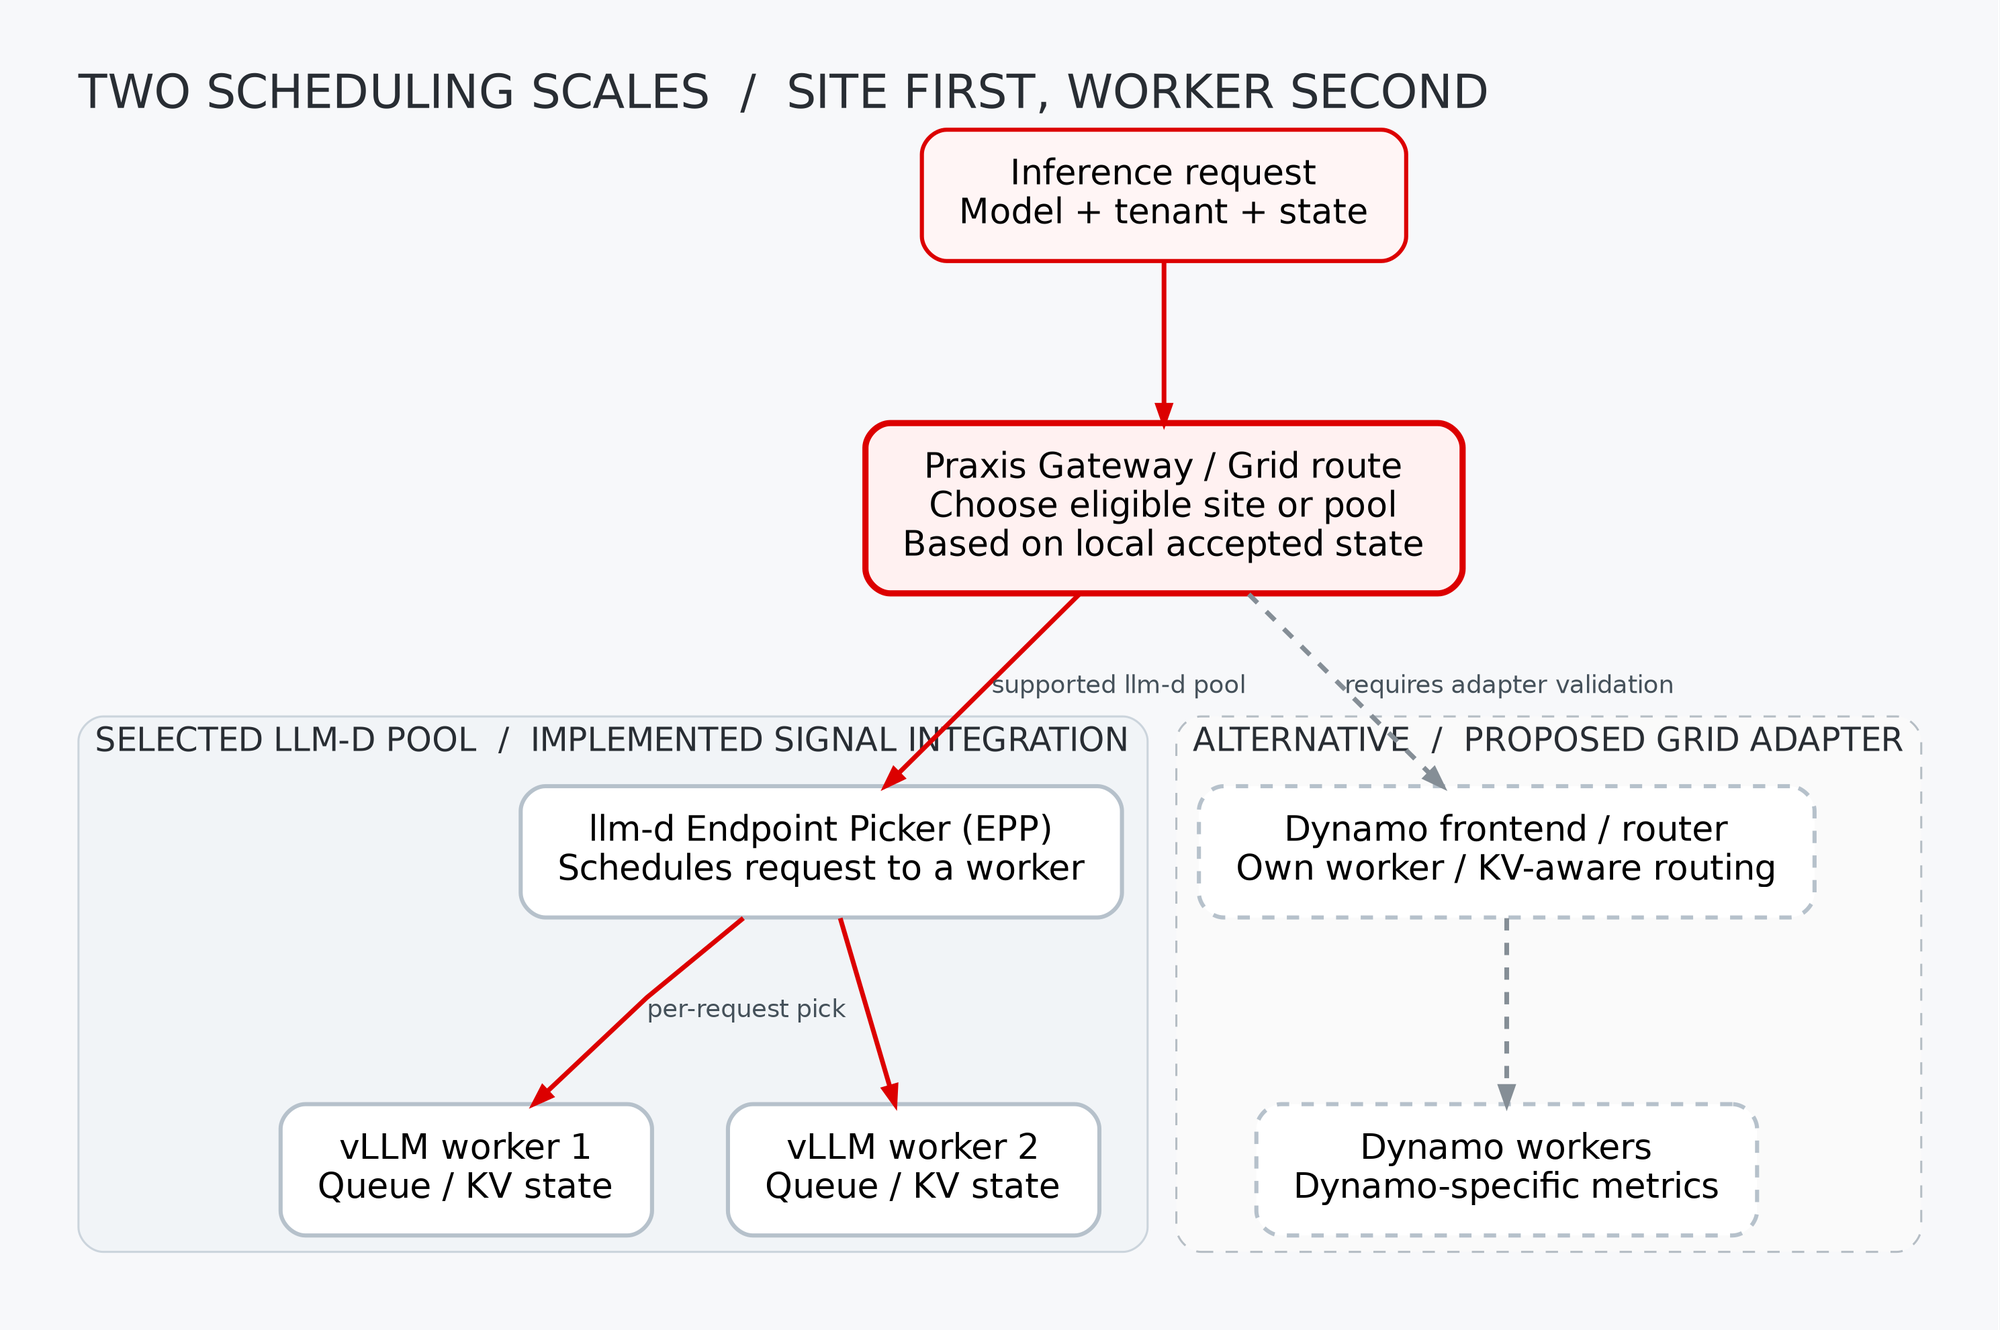 TWO SCHEDULING SCALES / SITE FIRST, WORKER SECOND
Inference request
Model + tenant + state
Praxis Gateway / Grid route
Choose eligible site or pool
Based on local accepted state
supported llm-d pool
requires adapter validation
SELECTED LLM-D POOL / IMPLEMENTED SIGNAL INTEGRATION
llm-d Endpoint Picker (EPP)
Schedules request to a worker
per-request pick
vLLM worker 1
Queue / KV state
vLLM worker 2
Queue / KV state
ALTERNATIVE / PROPOSED GRID ADAPTER
Dynamo frontend / router
Own worker / KV-aware routing
Dynamo workers
Dynamo-specific metrics